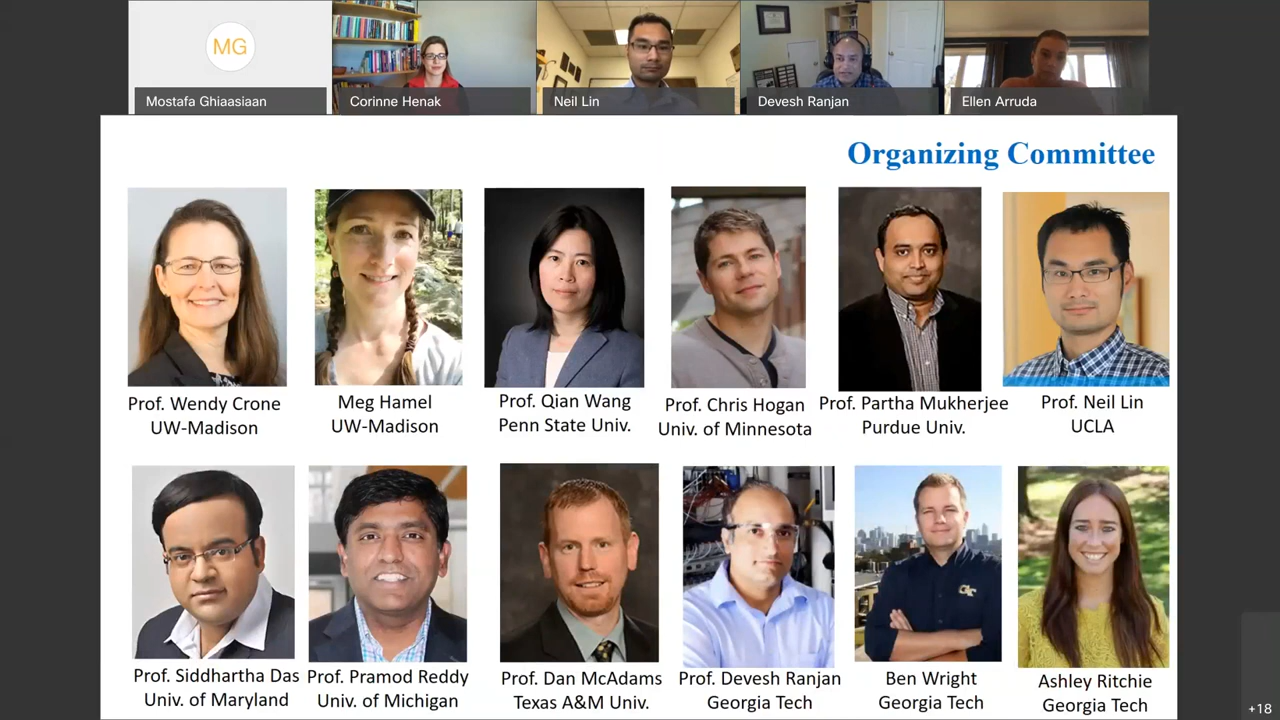 MG
Mostafa Ghiaasiaan
Corinne Henak
Neil Lin
Devesh Ranjan
Ellen Arruda
Organizing Committee
Prof. Wendy Crone
UW-Madison
Meg Hamel
UW-Madison
Prof. Qian Wang
Penn State Univ.
Prof. Chris Hogan
Univ. of Minnesota
Prof. Partha Mukherjee
Purdue Univ.
Prof. Neil Lin
UCLA
Prof. Siddhartha Das
Univ. of Maryland
Prof. Pramod Reddy
Univ. of Michigan
Prof. Dan McAdams
Texas A&M Univ.
Prof. Devesh Ranjan
Georgia Tech
Ben Wright
Georgia Tech
Ashley Ritchie
Georgia Tech
+18